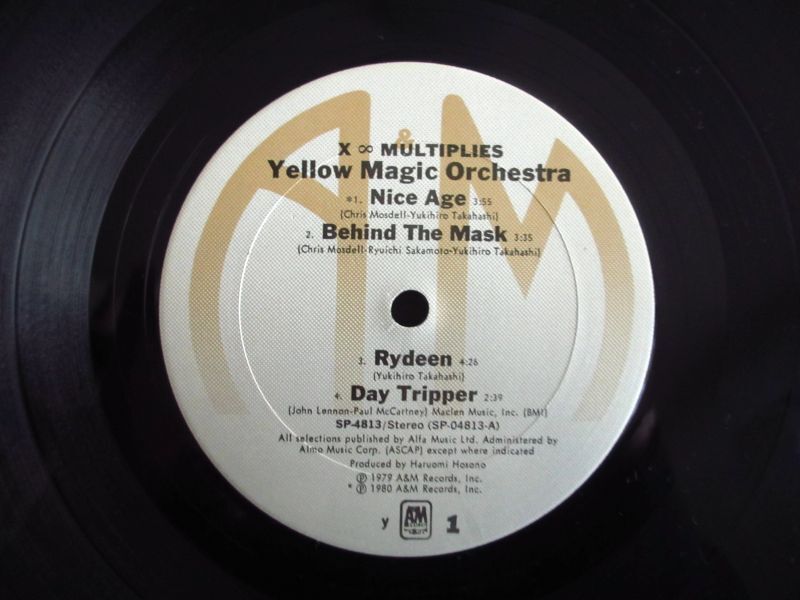 A&M
X ∞ MULTIPLIES
Yellow Magic Orchestra
*1. Nice Age 3:55
(Chris Mosdell-Yukihiro Takahashi)
2. Behind The Mask 3:35
(Chris Mosdell-Ryuichi Sakamoto-Yukihiro Takahashi)
3. Rydeen 4:26
(Yukihiro Takahashi)
4. Day Tripper 2:39
(John Lennon-Paul McCartney) Maclen Music, Inc. (BMI)
SP-4813/Stereo (SP-04813-A)
All selections published by Alfa Music Ltd. Administered by
Almo Music Corp. (ASCAP) except where indicated
Produced by Haruomi Hosono
℗ 1979 A&M Records, Inc.
* ℗ 1980 A&M Records, Inc.
y A&M 1